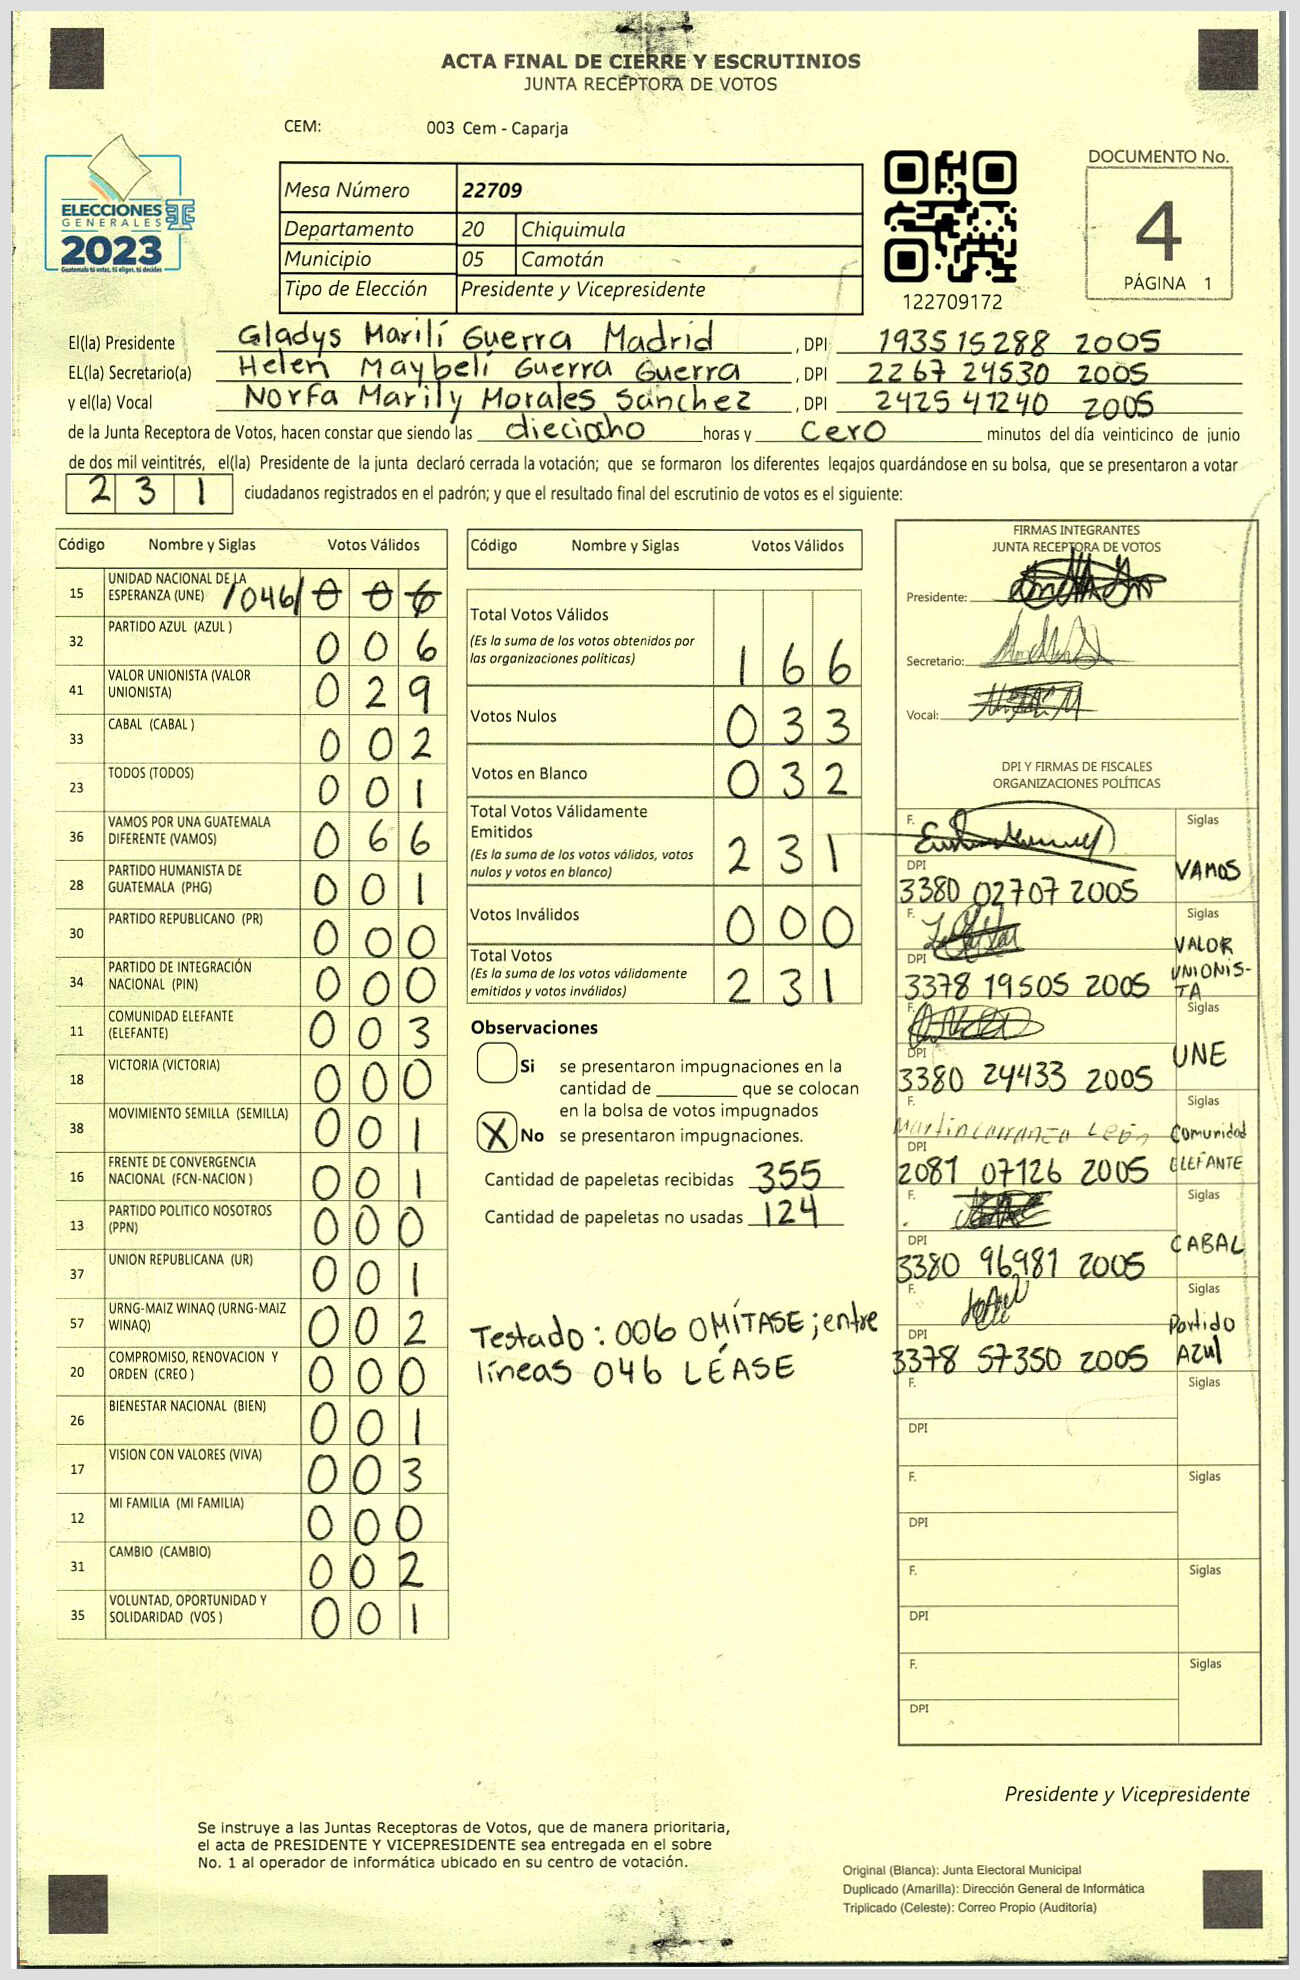 ACTA FINAL DE CIERRE Y ESCRUTINIOS
JUNTA RECEPTORA DE VOTOS
CEM: 003 Cem - Caparja
ELECCIONES
GENERALES
2023
Guatemala tú votas, tú eliges, tú decides
Mesa Número 22709
Departamento 20 Chiquimula
Municipio 05 Camotán
Tipo de Elección Presidente y Vicepresidente
122709172
DOCUMENTO No.
4
PÁGINA 1
El(la) Presidente Gladys Marilí Guerra Madrid , DPI 193515288 2005
EL(la) Secretario(a) Helen Maybelí Guerra Guerra , DPI 2267 24530 2005
y el(la) Vocal Norfa Marily Morales Sánchez , DPI 2425 41240 2005
de la Junta Receptora de Votos, hacen constar que siendo las dieciocho horas y cero minutos del día veinticinco de junio
de dos mil veintitrés, el(la) Presidente de la junta declaró cerrada la votación; que se formaron los diferentes legajos guardándose en su bolsa, que se presentaron a votar
231 ciudadanos registrados en el padrón; y que el resultado final del escrutinio de votos es el siguiente:
Código Nombre y Siglas Votos Válidos
15 UNIDAD NACIONAL DE LA ESPERANZA (UNE) /046/ 0 0 6
32 PARTIDO AZUL (AZUL ) 0 0 6
41 VALOR UNIONISTA (VALOR UNIONISTA) 0 2 9
33 CABAL (CABAL ) 0 0 2
23 TODOS (TODOS) 0 0 1
36 VAMOS POR UNA GUATEMALA DIFERENTE (VAMOS) 0 6 6
28 PARTIDO HUMANISTA DE GUATEMALA (PHG) 0 0 1
30 PARTIDO REPUBLICANO (PR) 0 0 0
34 PARTIDO DE INTEGRACIÓN NACIONAL (PIN) 0 0 0
11 COMUNIDAD ELEFANTE (ELEFANTE) 0 0 3
18 VICTORIA (VICTORIA) 0 0 0
38 MOVIMIENTO SEMILLA (SEMILLA) 0 0 1
16 FRENTE DE CONVERGENCIA NACIONAL (FCN-NACION ) 0 0 1
13 PARTIDO POLITICO NOSOTROS (PPN) 0 0 0
37 UNION REPUBLICANA (UR) 0 0 1
57 URNG-MAIZ WINAQ (URNG-MAIZ WINAQ) 0 0 2
20 COMPROMISO, RENOVACION Y ORDEN (CREO ) 0 0 0
26 BIENESTAR NACIONAL (BIEN) 0 0 1
17 VISION CON VALORES (VIVA) 0 0 3
12 MI FAMILIA (MI FAMILIA) 0 0 0
31 CAMBIO (CAMBIO) 0 0 2
35 VOLUNTAD, OPORTUNIDAD Y SOLIDARIDAD (VOS ) 0 0 1
Código Nombre y Siglas Votos Válidos
Total Votos Válidos
(Es la suma de los votos obtenidos por
las organizaciones políticas) 1 6 6
Votos Nulos 0 3 3
Votos en Blanco 0 3 2
Total Votos Válidamente
Emitidos
(Es la suma de los votos válidos, votos
nulos y votos en blanco) 2 3 1
Votos Inválidos 0 0 0
Total Votos
(Es la suma de los votos válidamente
emitidos y votos inválidos) 2 3 1
Observaciones
Si se presentaron impugnaciones en la
cantidad de ________ que se colocan
en la bolsa de votos impugnados
X No se presentaron impugnaciones.
Cantidad de papeletas recibidas 355
Cantidad de papeletas no usadas 124
Testado: 006 OMÍTASE; entre
líneas 046 LÉASE
FIRMAS INTEGRANTES
JUNTA RECEPTORA DE VOTOS
Presidente:
Secretario:
Vocal:
DPI Y FIRMAS DE FISCALES
ORGANIZACIONES POLÍTICAS
F. Siglas
DPI VAMOS
3380 02707 2005
F. Siglas
DPI VALOR UNIONIS-TA
3378 19505 2005
F. Siglas
DPI UNE
3380 24433 2005
F. Siglas
Martin Carranza León Comunidad
DPI ELEFANTE
2081 07126 2005
F. Siglas
DPI CABAL
3380 96981 2005
F. Siglas
DPI Partido Azul
3378 57350 2005
F. Siglas
DPI
F. Siglas
DPI
F. Siglas
DPI
F. Siglas
DPI
Presidente y Vicepresidente
Se instruye a las Juntas Receptoras de Votos, que de manera prioritaria,
el acta de PRESIDENTE Y VICEPRESIDENTE sea entregada en el sobre
No. 1 al operador de informática ubicado en su centro de votación.
Original (Blanca): Junta Electoral Municipal
Duplicado (Amarilla): Dirección General de Informática
Triplicado (Celeste): Correo Propio (Auditoría)